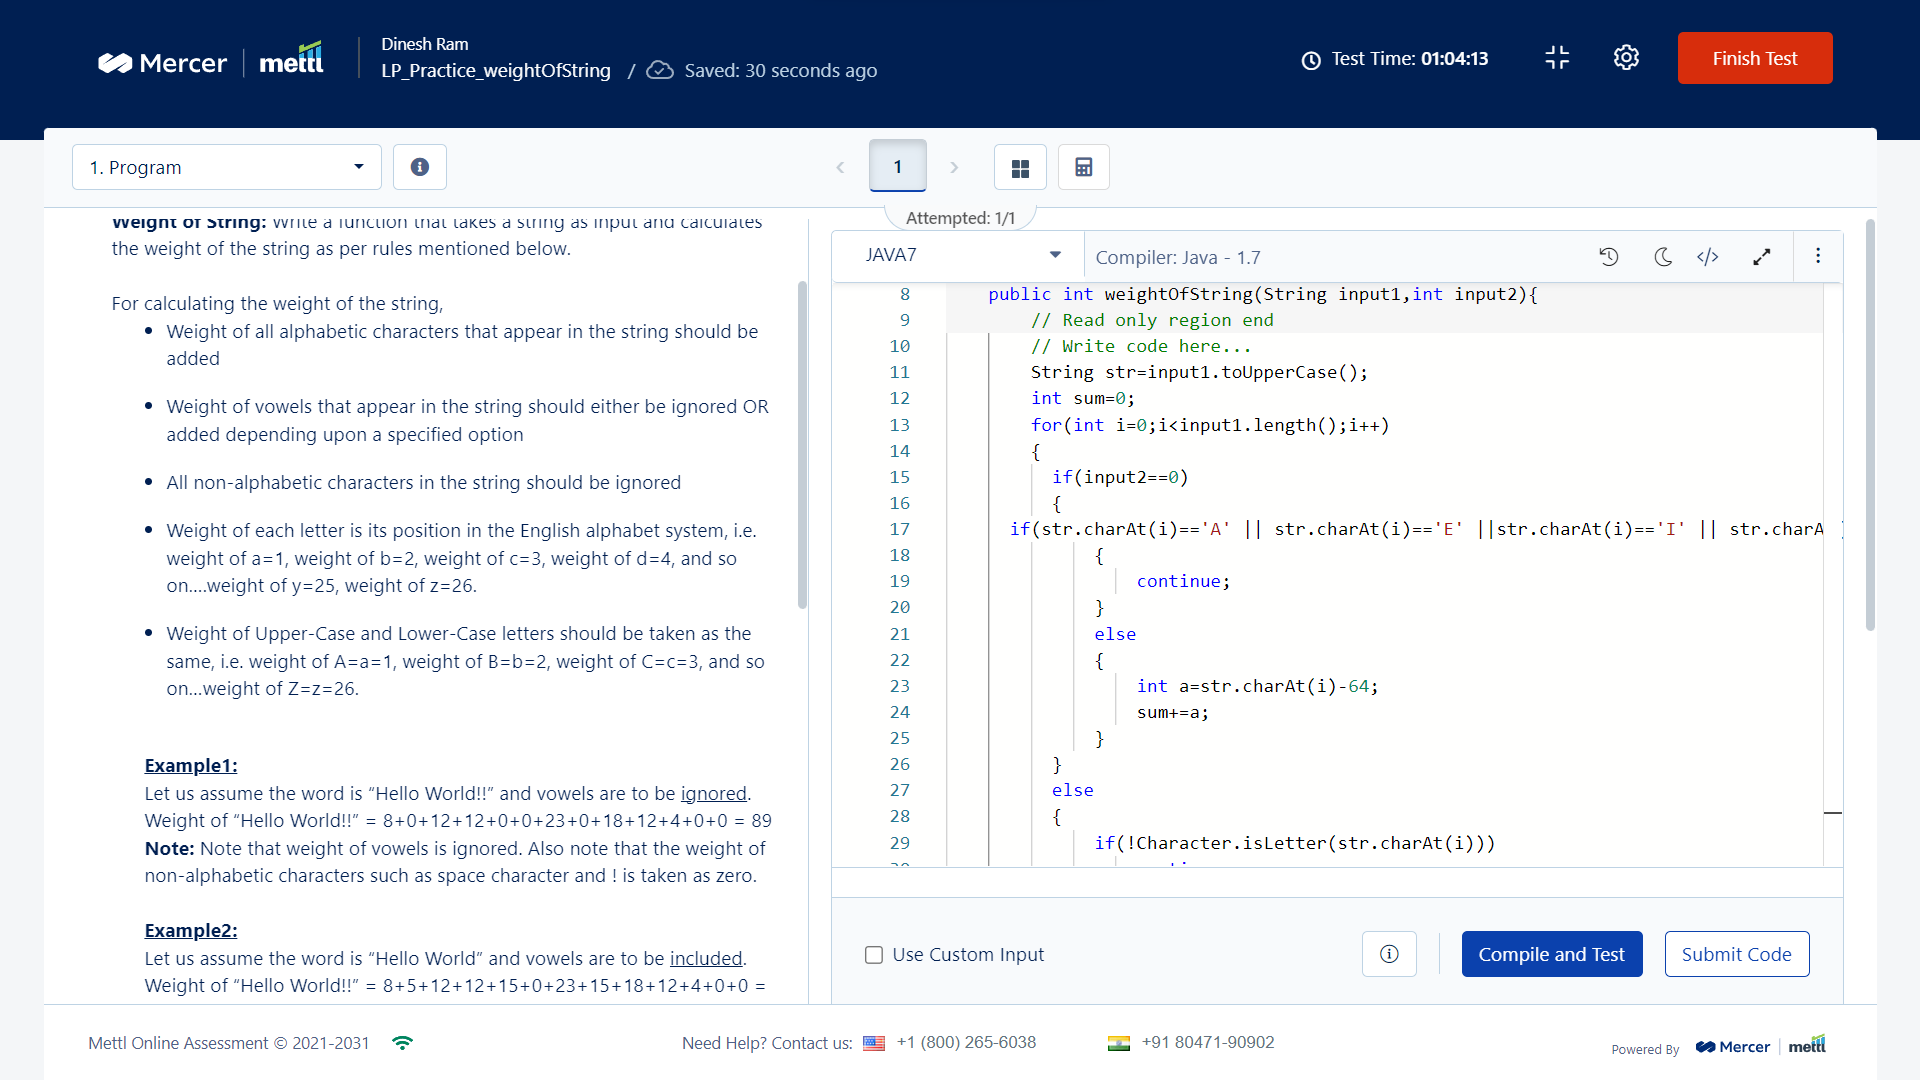 Mercer mettl
Dinesh Ram
LP_Practice_weightOfString / Saved: 30 seconds ago
Test Time: 01:04:13
Finish Test
1. Program
1
Attempted: 1/1
Weight of String: Write a function that takes a string as input and calculates
the weight of the string as per rules mentioned below.
For calculating the weight of the string,
• Weight of all alphabetic characters that appear in the string should be
added
• Weight of vowels that appear in the string should either be ignored OR
added depending upon a specified option
• All non-alphabetic characters in the string should be ignored
• Weight of each letter is its position in the English alphabet system, i.e.
weight of a=1, weight of b=2, weight of c=3, weight of d=4, and so
on....weight of y=25, weight of z=26.
• Weight of Upper-Case and Lower-Case letters should be taken as the
same, i.e. weight of A=a=1, weight of B=b=2, weight of C=c=3, and so
on...weight of Z=z=26.
Example1:
Let us assume the word is “Hello World!!” and vowels are to be ignored.
Weight of “Hello World!!” = 8+0+12+12+0+0+23+0+18+12+4+0+0 = 89
Note: Note that weight of vowels is ignored. Also note that the weight of
non-alphabetic characters such as space character and ! is taken as zero.
Example2:
Let us assume the word is “Hello World” and vowels are to be included.
Weight of “Hello World!!” = 8+5+12+12+15+0+23+15+18+12+4+0+0 =
JAVA7
Compiler: Java - 1.7
8 public int weightOfString(String input1,int input2){
9 // Read only region end
10 // Write code here...
11 String str=input1.toUpperCase();
12 int sum=0;
13 for(int i=0;i<input1.length();i++)
14 {
15 if(input2==0)
16 {
17 if(str.charAt(i)=='A' || str.charAt(i)=='E' ||str.charAt(i)=='I' || str.charA
18 {
19 continue;
20 }
21 else
22 {
23 int a=str.charAt(i)-64;
24 sum+=a;
25 }
26 }
27 else
28 {
29 if(!Character.isLetter(str.charAt(i)))
Use Custom Input
Compile and Test
Submit Code
Mettl Online Assessment © 2021-2031
Need Help? Contact us: +1 (800) 265-6038
+91 80471-90902
Powered By Mercer mettl